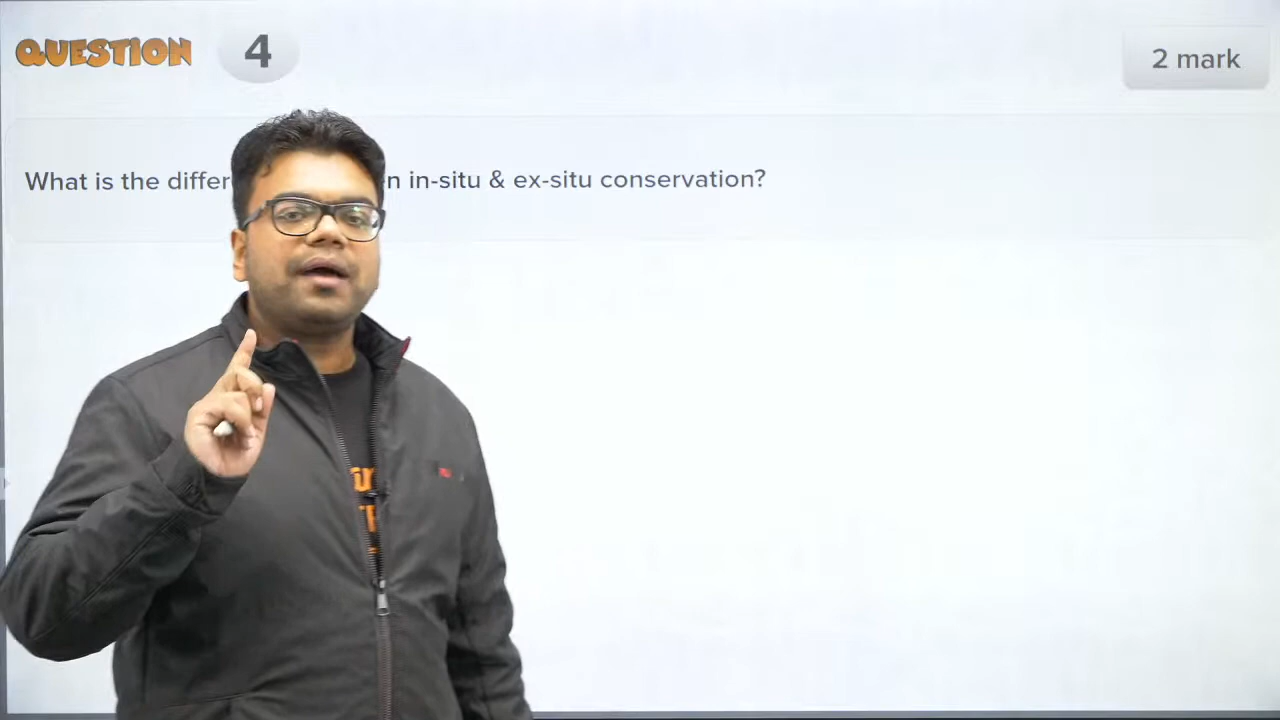 QUESTION 4
2 mark
What is the differ n in-situ & ex-situ conservation?